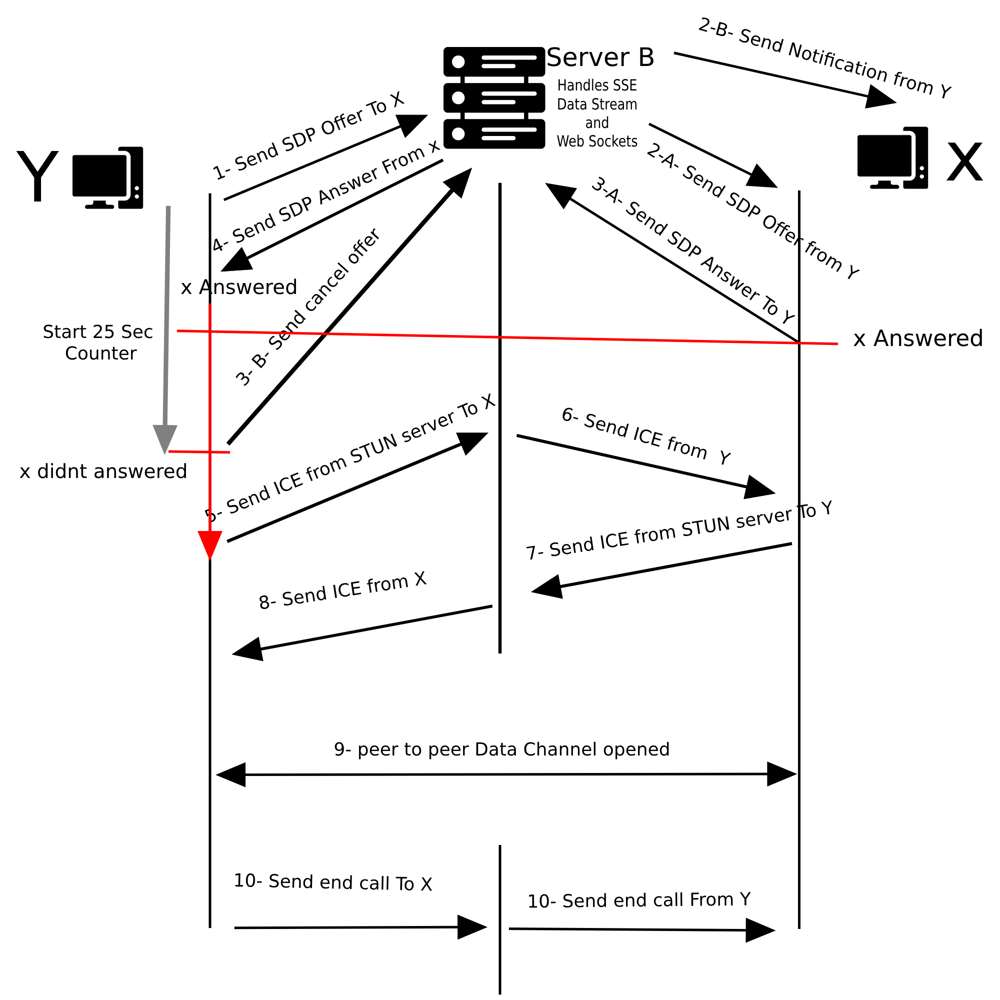 2-B- Send Notification from Y
Server B
Handles SSE
Data Stream
and
Web Sockets
1- Send SDP Offer To X
Y
X
4- Send SDP Answer From x
2-A- Send SDP Offer from Y
3-A- Send SDP Answer To Y
3- B- Send cancel offer
x Answered
Start 25 Sec
Counter
x Answered
x didnt answered
5- Send ICE from STUN server To X
6- Send ICE from  Y
7- Send ICE from STUN server To Y
8- Send ICE from X
9- peer to peer Data Channel opened
10- Send end call To X
10- Send end call From Y